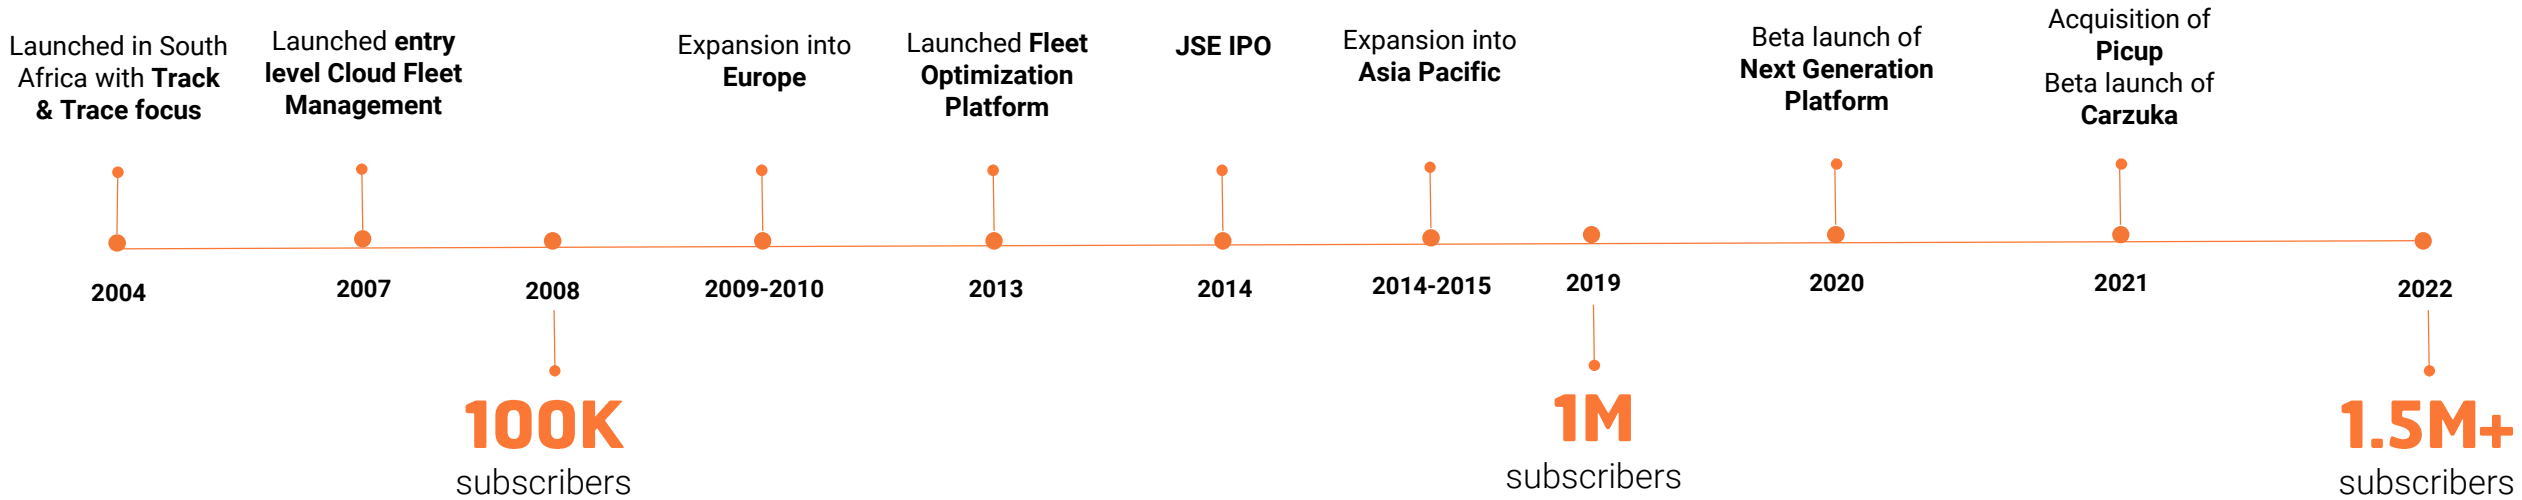 Launched in South
Africa with Track
& Trace focus
Launched entry
level Cloud Fleet
Management
Expansion into
Europe
Launched Fleet
Optimization
Platform
JSE IPO
Expansion into
Asia Pacific
Beta launch of
Next Generation
Platform
Acquisition of
Picup
Beta launch of
Carzuka
2004
2007
2008
2009-2010
2013
2014
2014-2015
2019
2020
2021
2022
100K
subscribers
1M
subscribers
1.5M+
subscribers